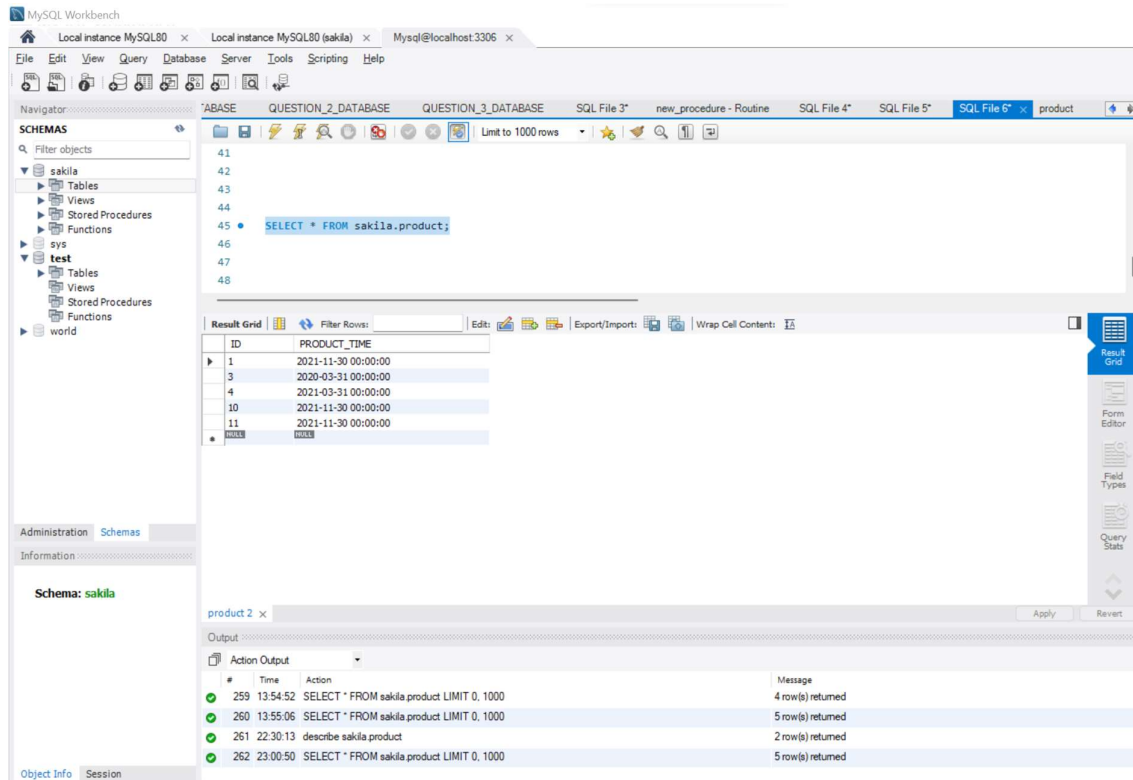 MySQL Workbench
Local instance MySQL80 × Local instance MySQL80 (sakila) × Mysql@localhost:3306 ×
File Edit View Query Database Server Tools Scripting Help
Navigator
SCHEMAS
Filter objects
sakila
Tables
Views
Stored Procedures
Functions
sys
test
Tables
Views
Stored Procedures
Functions
world
Administration Schemas
Information
Schema: sakila
Object Info Session
TABASE QUESTION_2_DATABASE QUESTION_3_DATABASE SQL File 3* new_procedure - Routine SQL File 4* SQL File 5* SQL File 6* × product
Limit to 1000 rows
41
42
43
44
45 SELECT * FROM sakila.product;
46
47
48
Result Grid Filter Rows: Edit: Export/Import: Wrap Cell Content:
ID PRODUCT_TIME
1 2021-11-30 00:00:00
3 2020-03-31 00:00:00
4 2021-03-31 00:00:00
10 2021-11-30 00:00:00
11 2021-11-30 00:00:00
NULL NULL
Result
Grid
Form
Editor
Field
Types
Query
Stats
product 2 × Apply Revert
Output
Action Output
# Time Action Message
259 13:54:52 SELECT * FROM sakila.product LIMIT 0, 1000 4 row(s) returned
260 13:55:06 SELECT * FROM sakila.product LIMIT 0, 1000 5 row(s) returned
261 22:30:13 describe sakila.product 2 row(s) returned
262 23:00:50 SELECT * FROM sakila.product LIMIT 0, 1000 5 row(s) returned